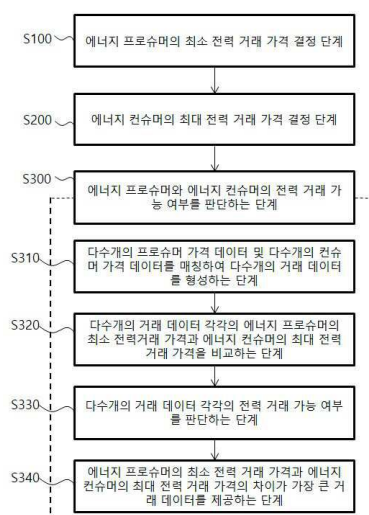 S100
에너지 프로슈머의 최소 전력 거래 가격 결정 단계
S200
에너지 컨슈머의 최대 전력 거래 가격 결정 단계
S300
에너지 프로슈머와 에너지 컨슈머의 전력 거래 가
능 여부를 판단하는 단계
S310
다수개의 프로슈머 가격 데이터 및 다수개의 컨슈
머 가격 데이터를 매칭하여 다수개의 거래 데이터
를 형성하는 단계
S320
다수개의 거래 데이터 각각의 에너지 프로슈머의
최소 전력거래 가격과 에너지 컨슈머의 최대 전력
거래 가격을 비교하는 단계
S330
다수개의 거래 데이터 각각의 전력 거래 가능 여부
를 판단하는 단계
S340
에너지 프로슈머의 최소 전력 거래 가격과 에너지
컨슈머의 최대 전력 거래 가격의 차이가 가장 큰 거
래 데이터를 제공하는 단계